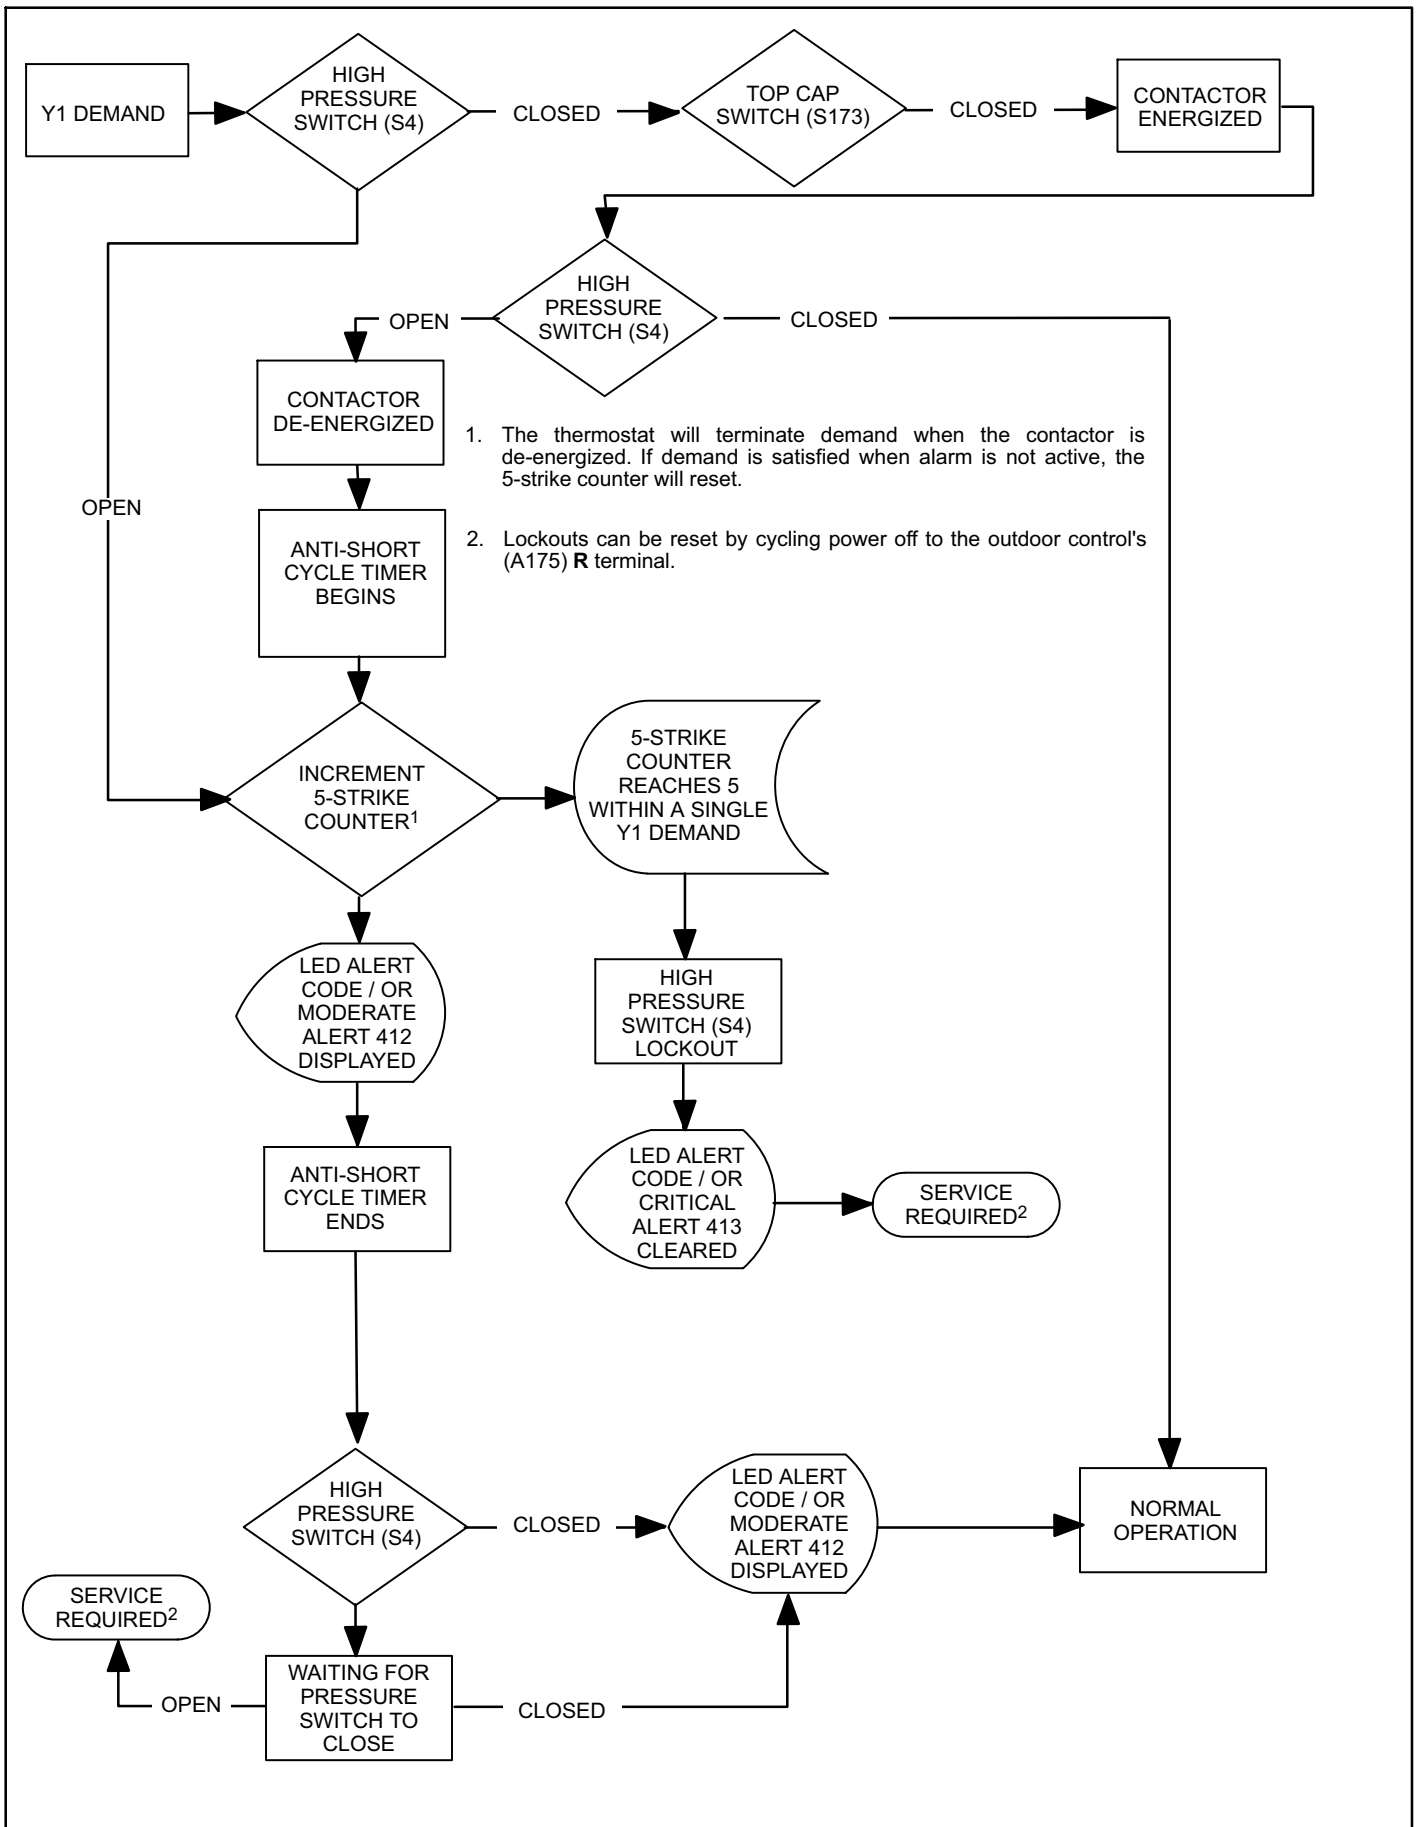 Y1 DEMAND
HIGH
PRESSURE
SWITCH (S4)
CLOSED
TOP CAP
SWITCH (S173)
CLOSED
CONTACTOR
ENERGIZED
HIGH
PRESSURE
SWITCH (S4)
OPEN
CLOSED
CONTACTOR
DE-ENERGIZED
1. The thermostat will terminate demand when the contactor is
de-energized. If demand is satisfied when alarm is not active, the
5-strike counter will reset.
OPEN
ANTI-SHORT
CYCLE TIMER
BEGINS
2. Lockouts can be reset by cycling power off to the outdoor control's
(A175) R terminal.
INCREMENT
5-STRIKE
COUNTER1
5-STRIKE
COUNTER
REACHES 5
WITHIN A SINGLE
Y1 DEMAND
LED ALERT
CODE / OR
MODERATE
ALERT 412
DISPLAYED
HIGH
PRESSURE
SWITCH (S4)
LOCKOUT
ANTI-SHORT
CYCLE TIMER
ENDS
LED ALERT
CODE / OR
CRITICAL
ALERT 413
CLEARED
SERVICE
REQUIRED2
HIGH
PRESSURE
SWITCH (S4)
CLOSED
LED ALERT
CODE / OR
MODERATE
ALERT 412
DISPLAYED
NORMAL
OPERATION
SERVICE
REQUIRED2
OPEN
WAITING FOR
PRESSURE
SWITCH TO
CLOSE
CLOSED